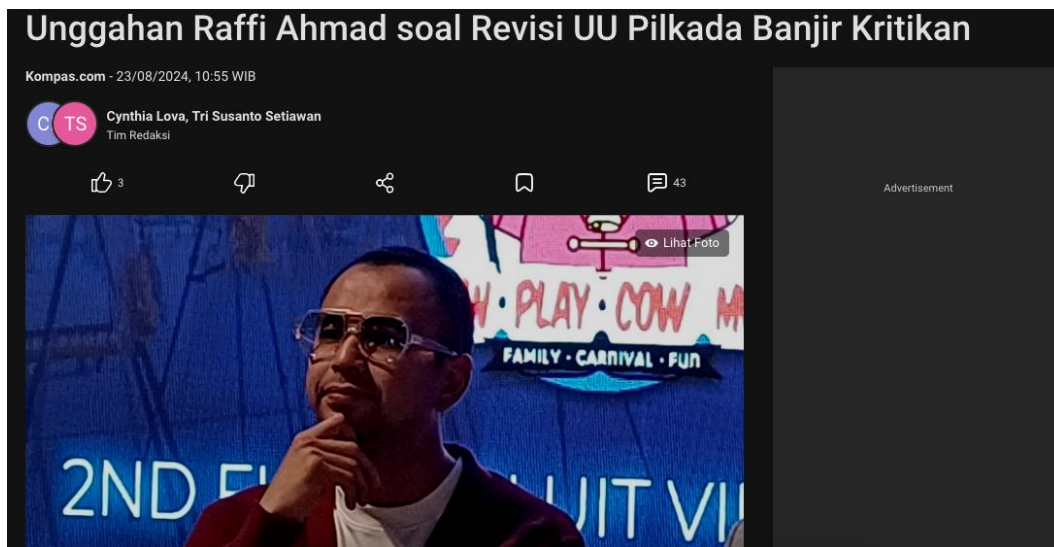 Unggahan Raffi Ahmad soal Revisi UU Pilkada Banjir Kritikan
Kompas.com - 23/08/2024, 10:55 WIB
C TS
Cynthia Lova, Tri Susanto Setiawan
Tim Redaksi
3
43
Advertisement
Lihat Foto
PLAY · COW
FAMILY · CARNIVAL · FUN
2ND